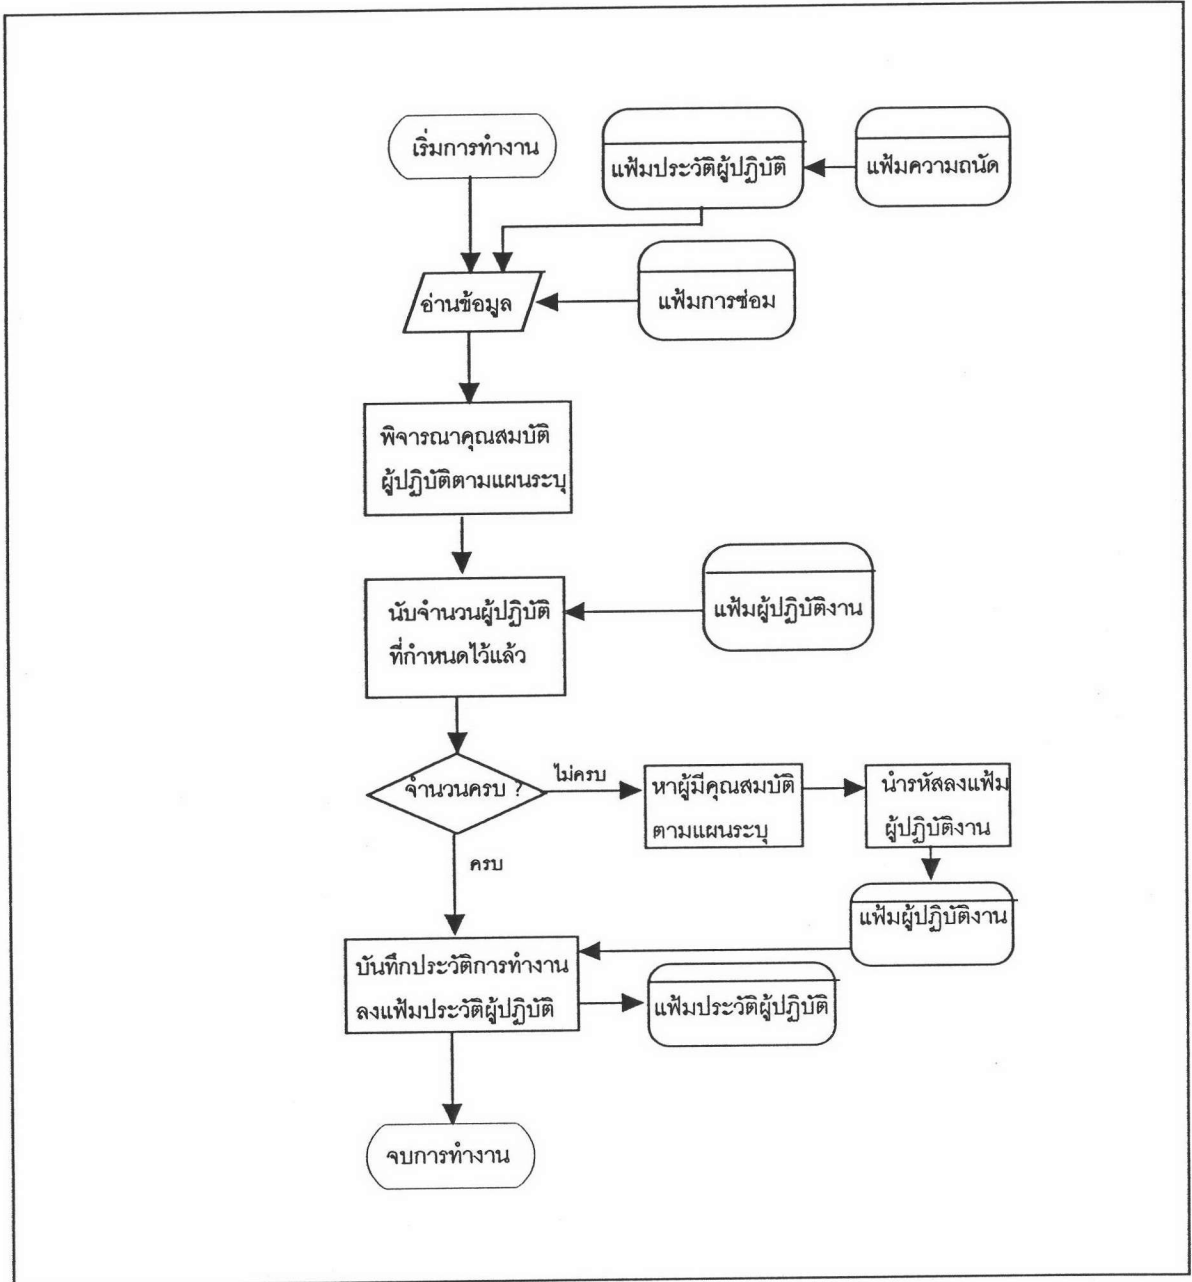 เริ่มการทำงาน
แฟ้มประวัติผู้ปฏิบัติ
แฟ้มความถนัด
อ่านข้อมูล
แฟ้มการซ่อม
พิจารณาคุณสมบัติ
ผู้ปฏิบัติตามแผนระบุ
นับจำนวนผู้ปฏิบัติ
ที่กำหนดไว้แล้ว
แฟ้มผู้ปฏิบัติงาน
จำนวนครบ ?
ไม่ครบ
หาผู้มีคุณสมบัติ
ตามแผนระบุ
นำรหัสลงแฟ้ม
ผู้ปฏิบัติงาน
ครบ
แฟ้มผู้ปฏิบัติงาน
บันทึกประวัติการทำงาน
ลงแฟ้มประวัติผู้ปฏิบัติ
แฟ้มประวัติผู้ปฏิบัติ
จบการทำงาน